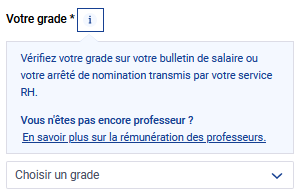 Votre grade * i
Vérifiez votre grade sur votre bulletin de salaire ou
votre arrêté de nomination transmis par votre service
RH.
Vous n'êtes pas encore professeur ?
En savoir plus sur la rémunération des professeurs.
Choisir un grade